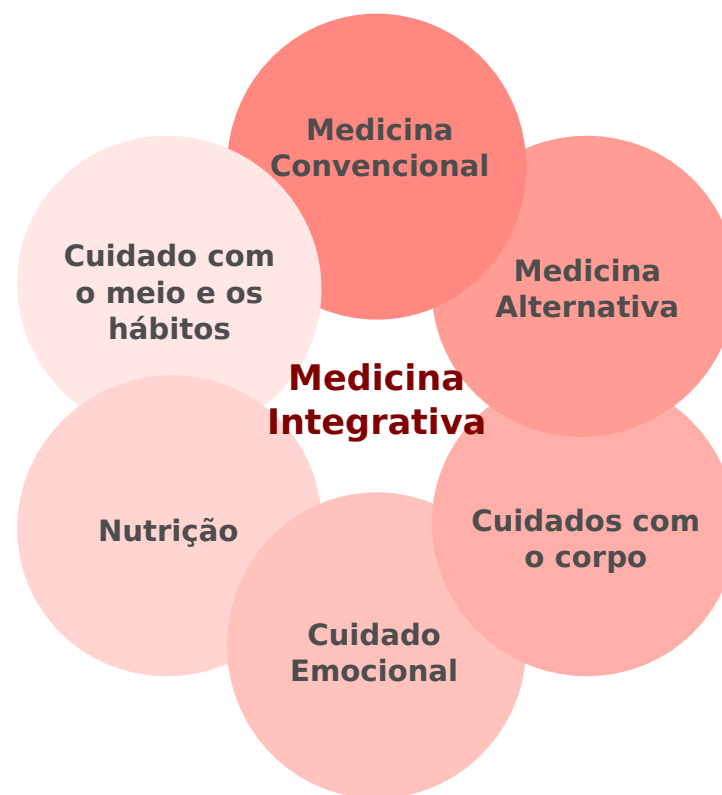 Medicina
Convencional
Medicina
Alternativa
Cuidado com
o meio e os
hábitos
Medicina
Integrativa
Cuidados com
o corpo
Nutrição
Cuidado
Emocional